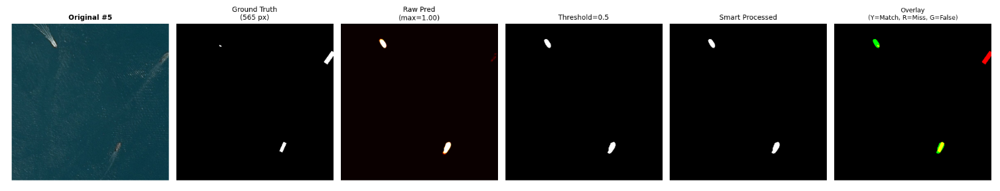 Original #5
Ground Truth
(565 px)
Raw Pred
(max=1.00)
Threshold=0.5
Smart Processed
Overlay
(Y=Match, R=Miss, G=False)